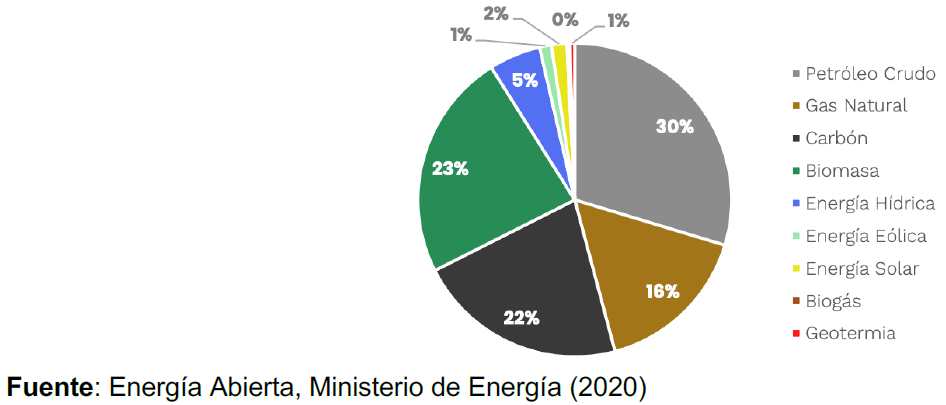 2%
0%
1%
1%
5%
30%
23%
16%
22%
Petróleo Crudo
Gas Natural
Carbón
Biomasa
Energía Hídrica
Energía Eólica
Energía Solar
Biogás
Geotermia
Fuente: Energía Abierta, Ministerio de Energía (2020)